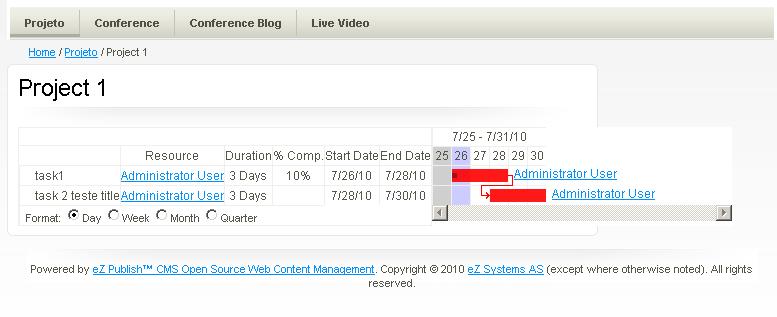 Projeto Conference Conference Blog Live Video
Home / Projeto / Project 1
Project 1
7/25 - 7/31/10
Resource Duration % Comp. Start Date End Date 25 26 27 28 29 30
task1 Administrator User 3 Days 10% 7/26/10 7/28/10 Administrator User
task 2 teste title Administrator User 3 Days 7/28/10 7/30/10 Administrator User
Format: Day Week Month Quarter
Powered by eZ Publish™ CMS Open Source Web Content Management. Copyright © 2010 eZ Systems AS (except where otherwise noted). All rights
reserved.